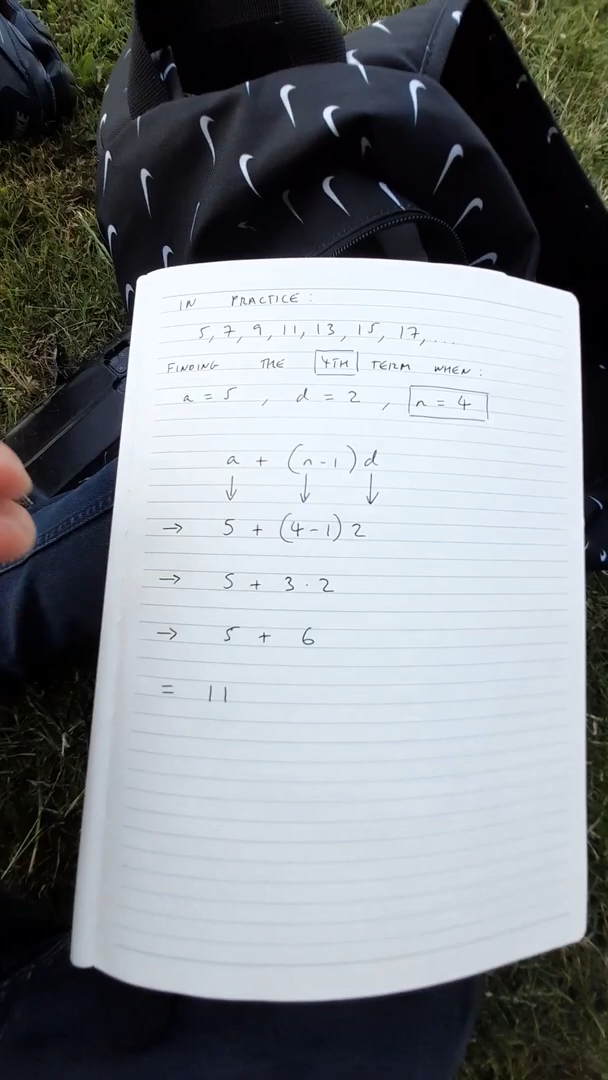 IN PRACTICE:
5, 7, 9, 11, 13, 15, 17, ...
FINDING THE 4TH TERM WHEN:
a = 5 , d = 2 , n = 4
a + (n-1)d
↓ ↓ ↓
→ 5 + (4-1) 2
→ 5 + 3 · 2
→ 5 + 6
= 11